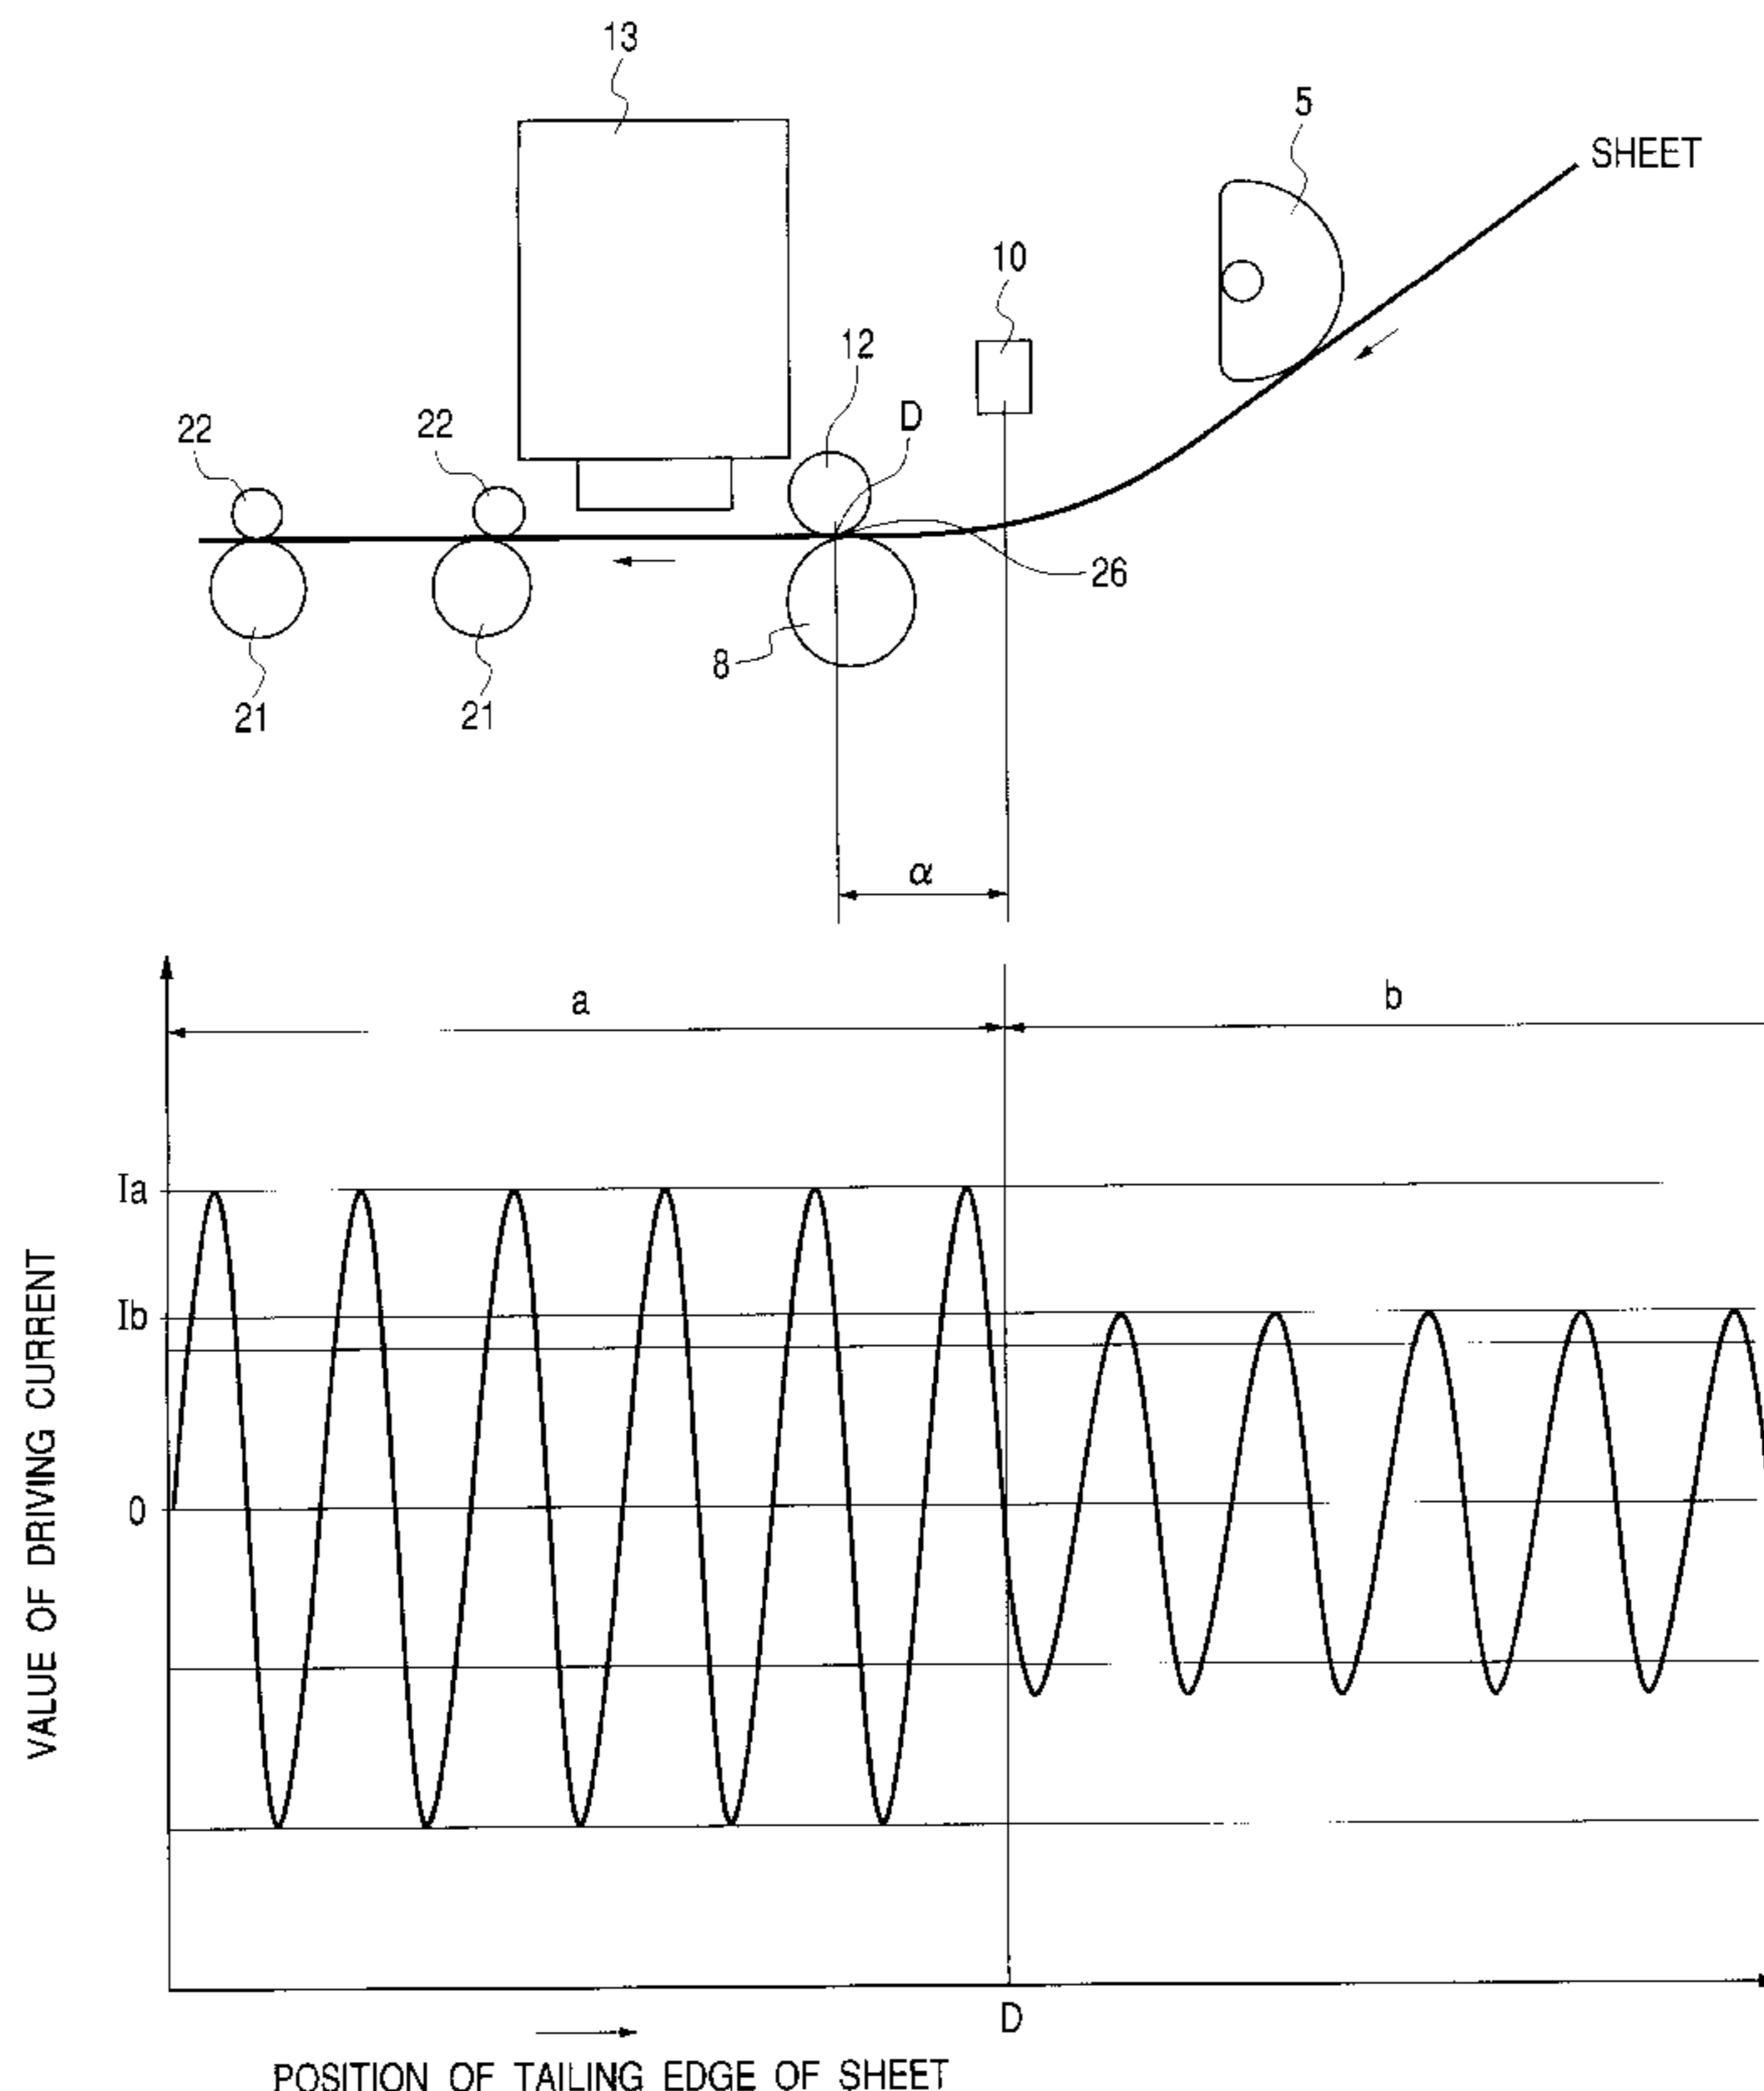 13
5
SHEET
10
12
D
22
22
26
8
21
21
α
a
b
Ia
Ib
0
VALUE OF DRIVING CURRENT
D
POSITION OF TAILING EDGE OF SHEET